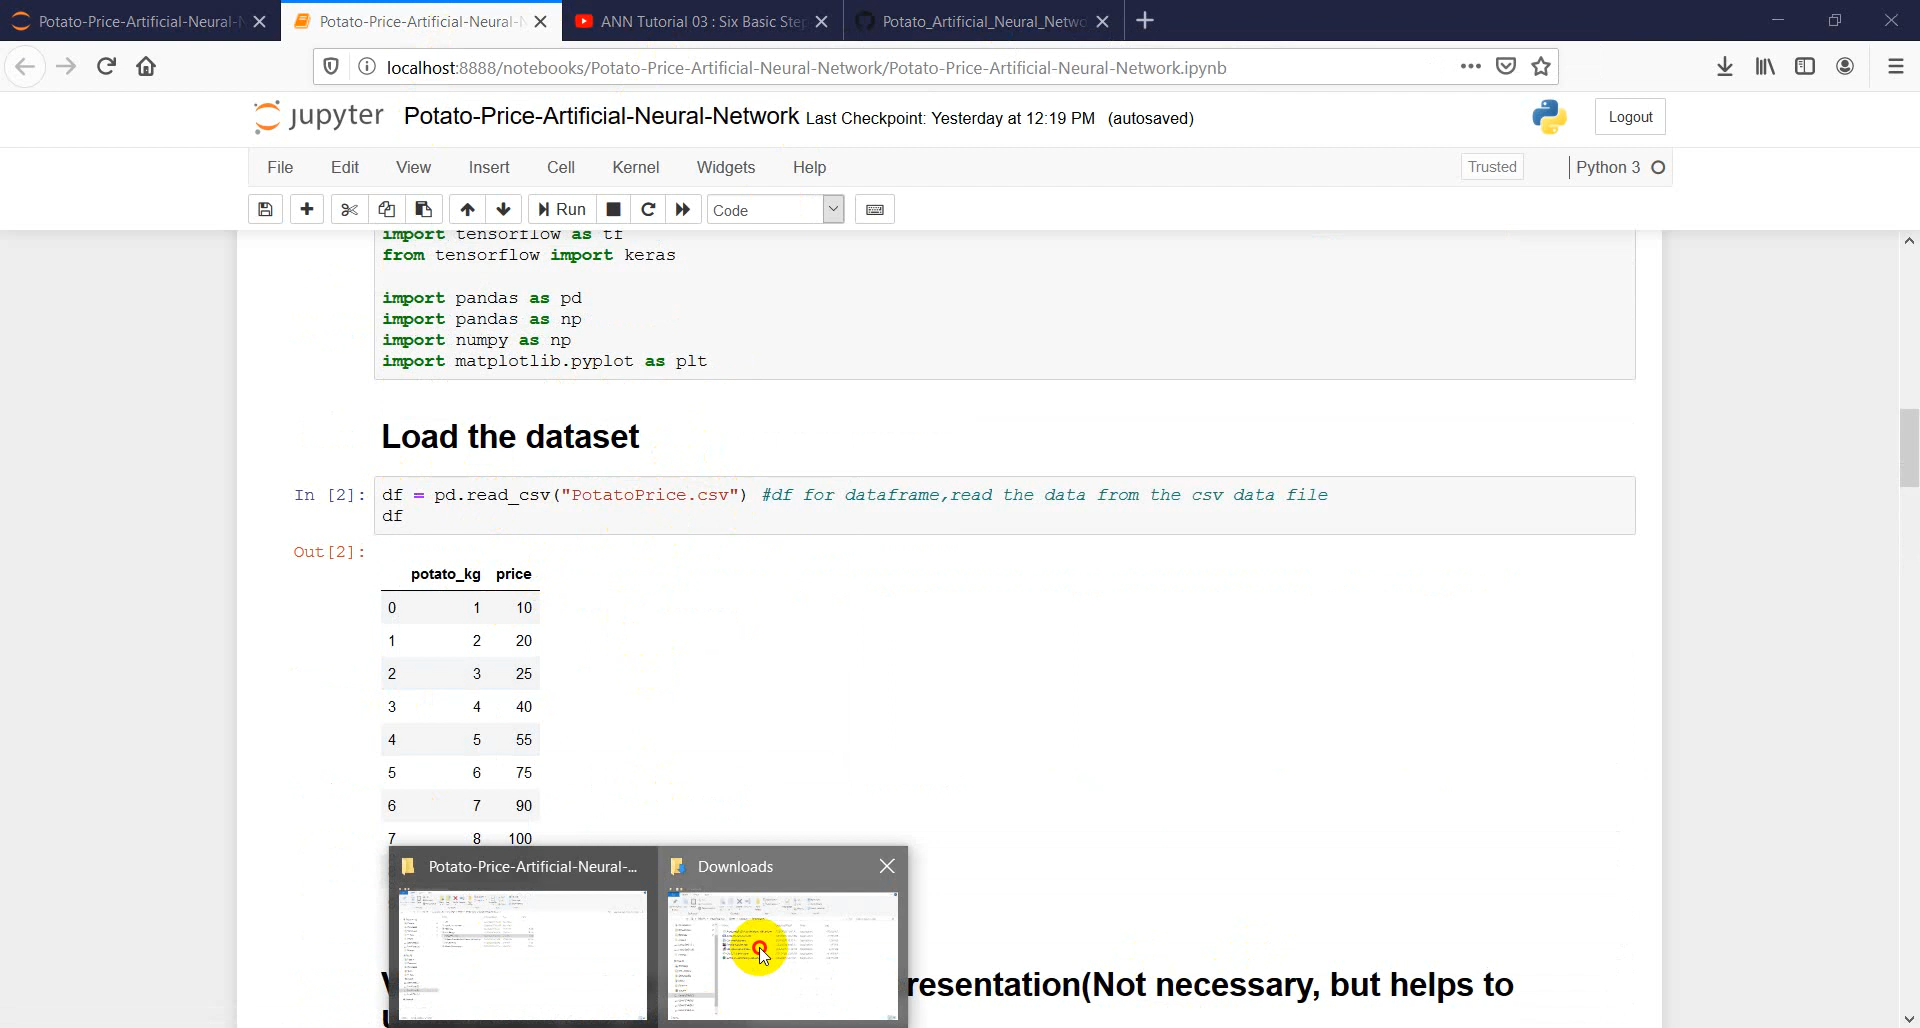 Potato-Price-Artificial-Neural-N
Potato-Price-Artificial-Neural-N
ANN Tutorial 03 : Six Basic Step
Potato_Artificial_Neural_Netwo
localhost:8888/notebooks/Potato-Price-Artificial-Neural-Network/Potato-Price-Artificial-Neural-Network.ipynb
jupyter Potato-Price-Artificial-Neural-Network Last Checkpoint: Yesterday at 12:19 PM (autosaved)
Logout
File Edit View Insert Cell Kernel Widgets Help
Trusted
Python 3
Run
Code
import tensorflow as tf
from tensorflow import keras
import pandas as pd
import pandas as np
import numpy as np
import matplotlib.pyplot as plt
Load the dataset
In [2]: df = pd.read_csv("PotatoPrice.csv") #df for dataframe,read the data from the csv data file
df
Out[2]:
potato_kg price
0 1 10
1 2 20
2 3 25
3 4 40
4 5 55
5 6 75
6 7 90
7 8 100
Potato-Price-Artificial-Neural-...
Downloads
resentation(Not necessary, but helps to